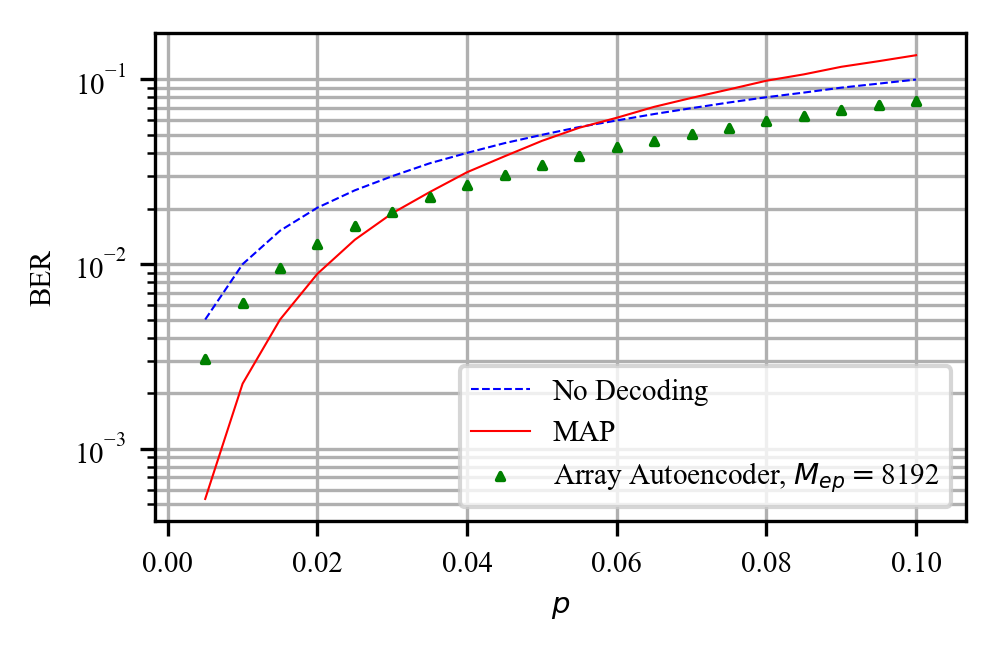 10⁻¹
10⁻²
10⁻³
BER
No Decoding
MAP
Array Autoencoder, Mₑₚ = 8192
0.00 0.02 0.04 0.06 0.08 0.10
p